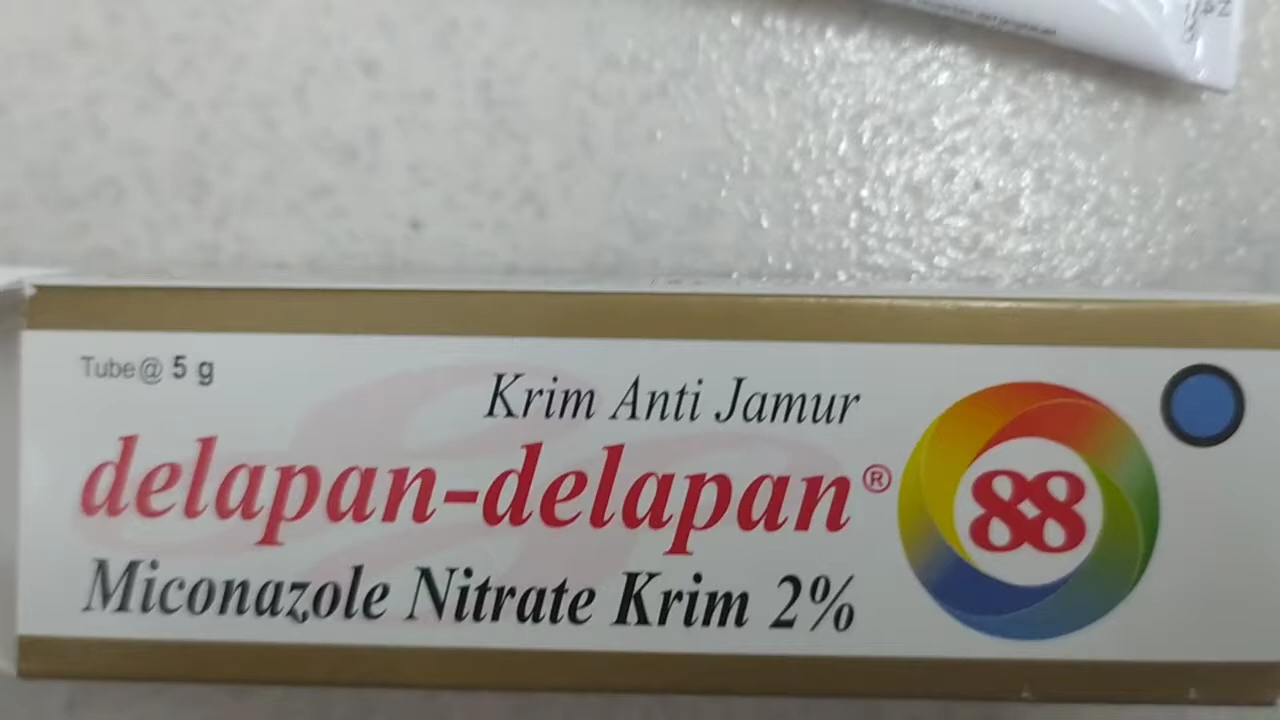 Tube@ 5 g
Krim Anti Jamur
delapan-delapan®
88
Miconazole Nitrate Krim 2%